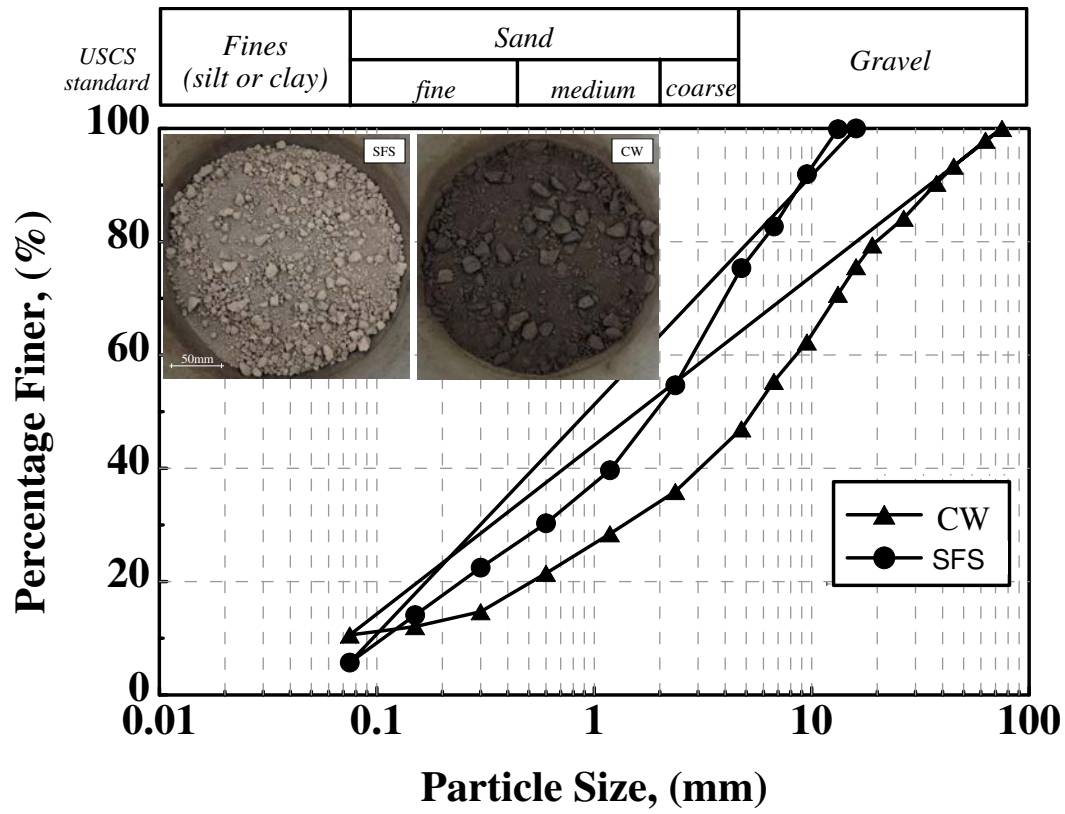 USCS
standard
Fines
(silt or clay)
Sand
fine
medium
coarse
Gravel
100
80
60
40
20
0
Percentage Finer, (%)
SFS
50mm
CW
CW
SFS
0.01
0.1
1
10
100
Particle Size, (mm)